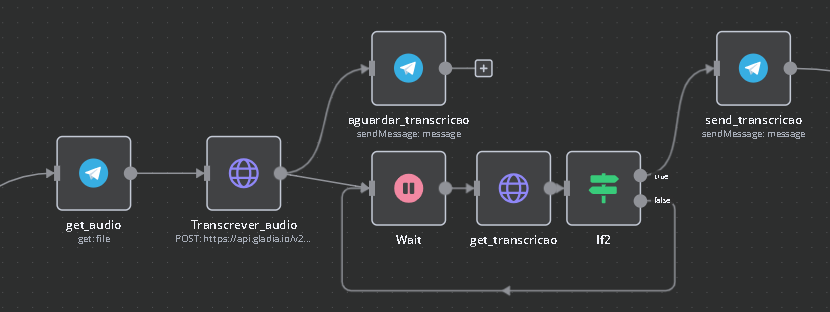 aguardar_transcricao
sendMessage: message
send_transcricao
sendMessage: message
get_audio
get: file
Transcrever_audio
POST: https://api.gladia.io/v2...
Wait
get_transcricao
If2
true
false